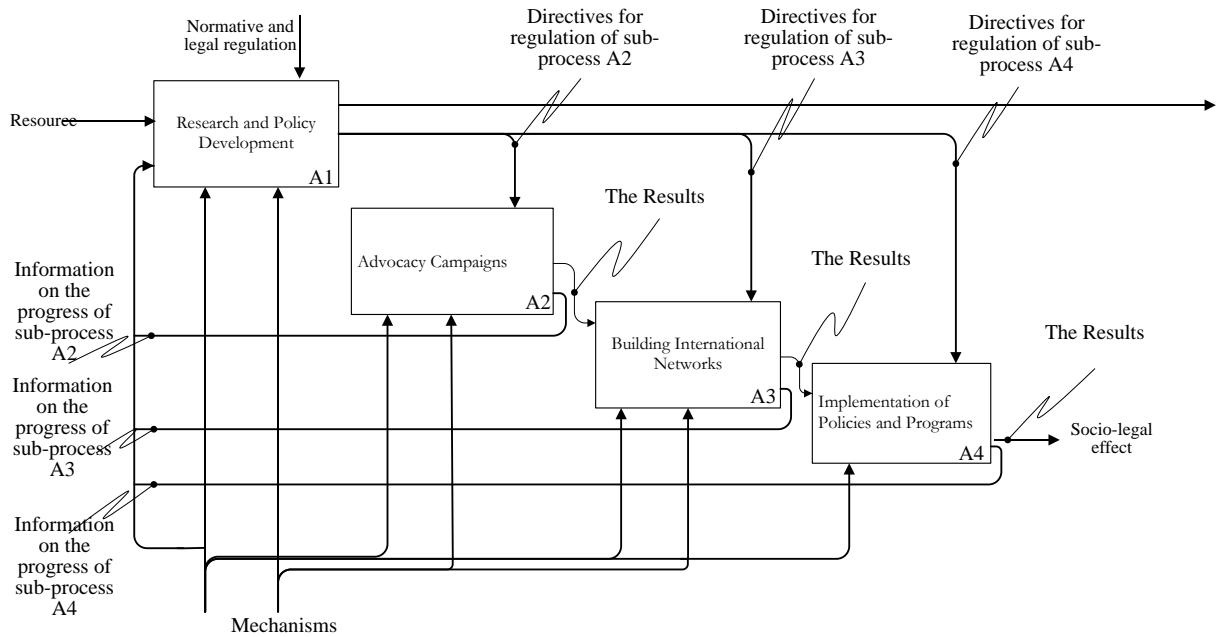 Normative and
legal regulation
Directives for
regulation of sub-
process A2
Directives for
regulation of sub-
process A3
Directives for
regulation of sub-
process A4
Resource
Research and Policy
Development
A1
The Results
Advocacy Campaigns
A2
The Results
Information
on the
progress of
sub-process
A2
Building International
Networks
A3
The Results
Information
on the
progress of
sub-process
A3
Implementation of
Policies and Programs
A4
Socio-legal
effect
Information
on the
progress of
sub-process
A4
Mechanisms